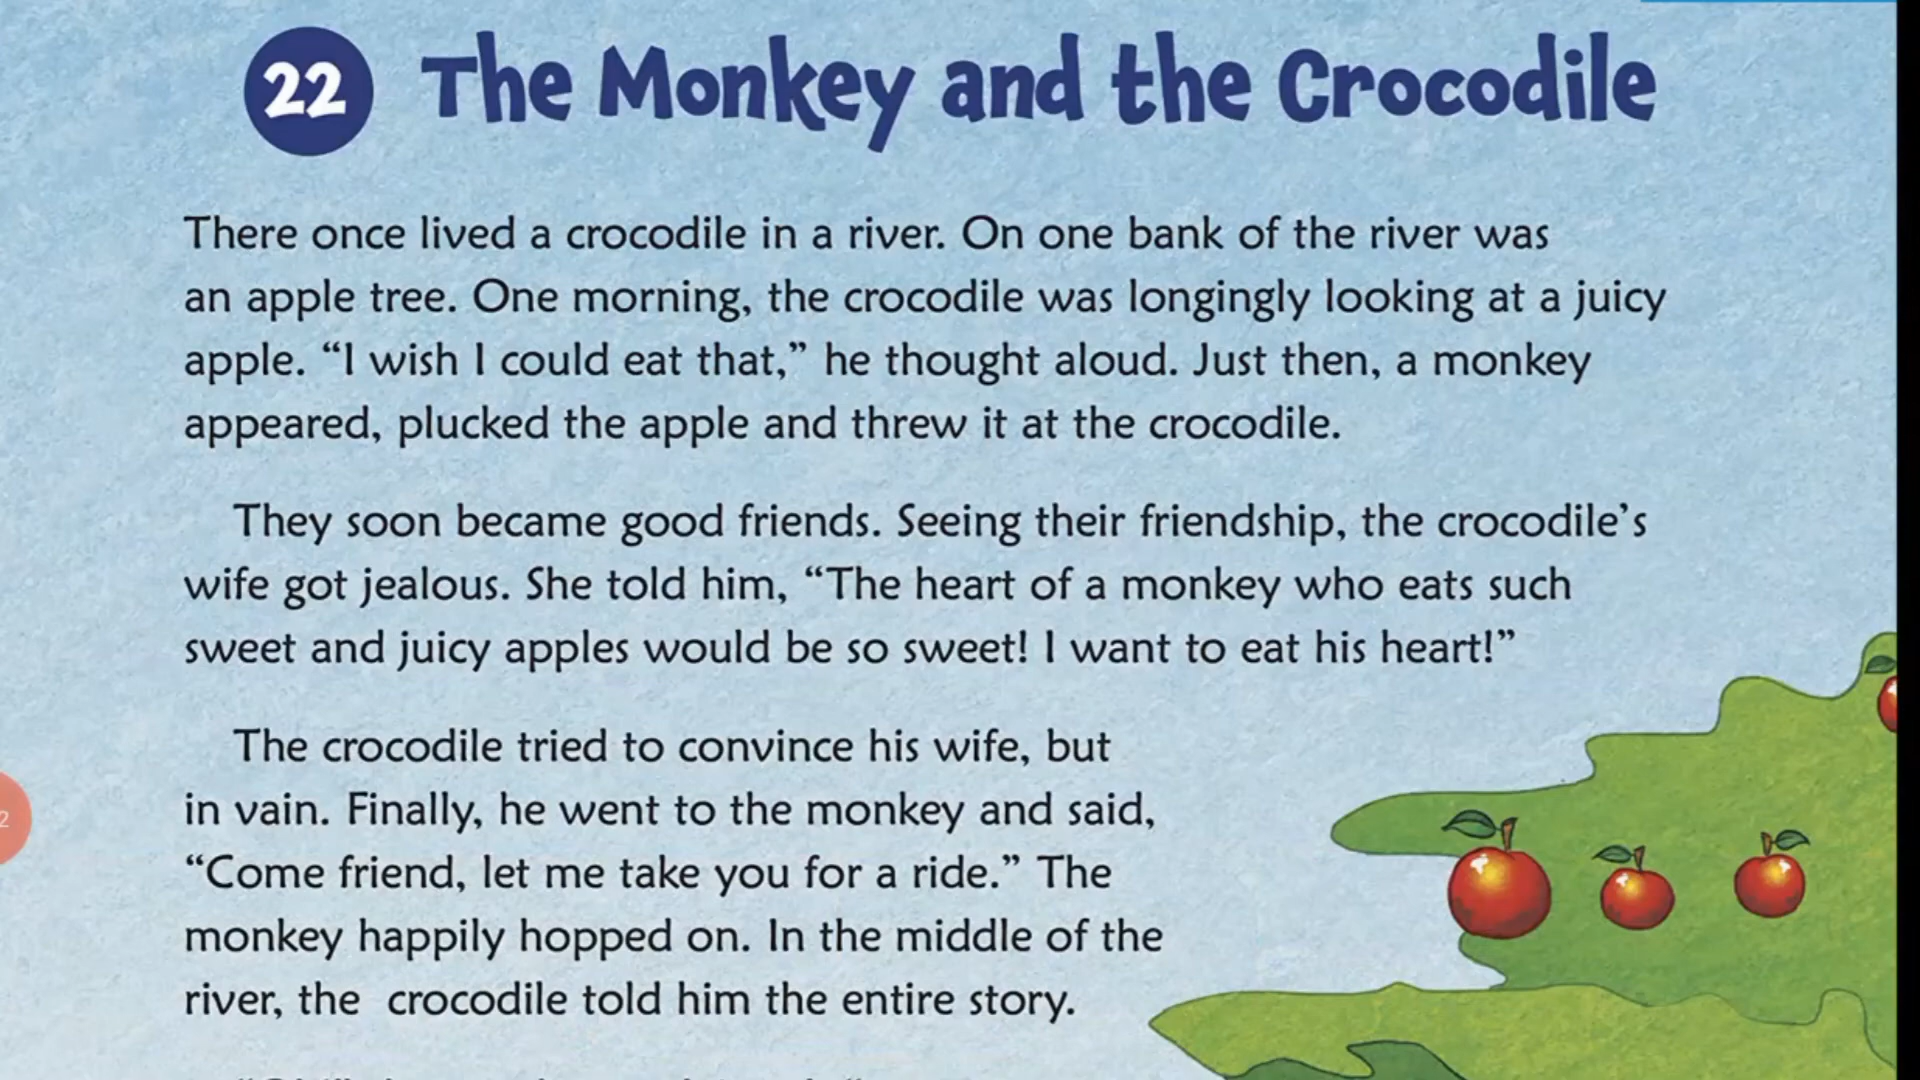 22 The Monkey and the Crocodile
There once lived a crocodile in a river. On one bank of the river was
an apple tree. One morning, the crocodile was longingly looking at a juicy
apple. “I wish I could eat that,” he thought aloud. Just then, a monkey
appeared, plucked the apple and threw it at the crocodile.
They soon became good friends. Seeing their friendship, the crocodile’s
wife got jealous. She told him, “The heart of a monkey who eats such
sweet and juicy apples would be so sweet! I want to eat his heart!”
The crocodile tried to convince his wife, but
in vain. Finally, he went to the monkey and said,
2
“Come friend, let me take you for a ride.” The
monkey happily hopped on. In the middle of the
river, the crocodile told him the entire story.